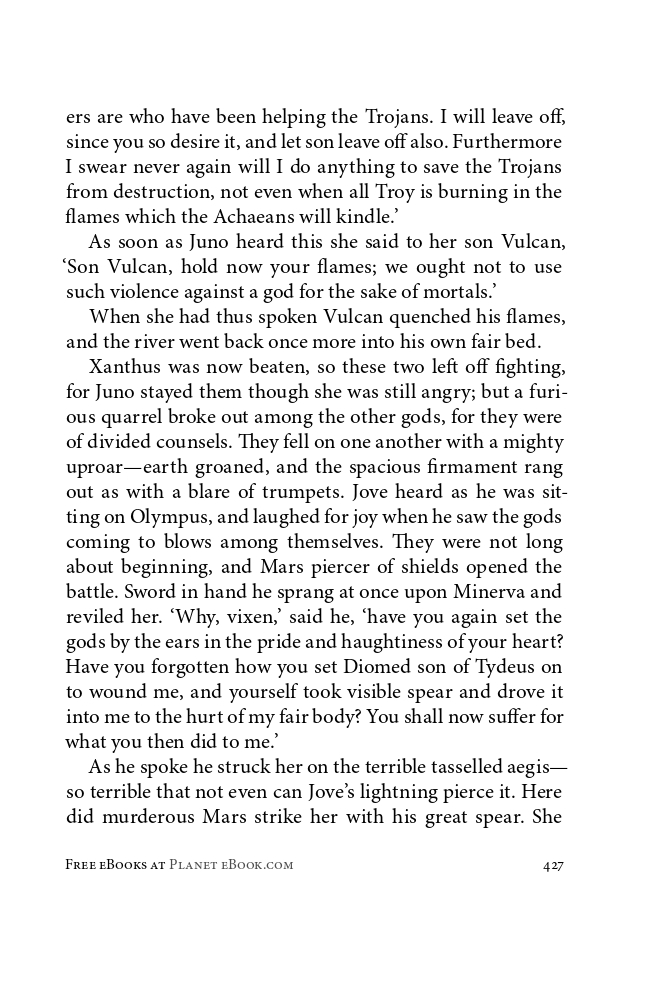 ers are who have been helping the Trojans. I will leave off,
since you so desire it, and let son leave off also. Furthermore
I swear never again will I do anything to save the Trojans
from destruction, not even when all Troy is burning in the
flames which the Achaeans will kindle.’
As soon as Juno heard this she said to her son Vulcan,
‘Son Vulcan, hold now your flames; we ought not to use
such violence against a god for the sake of mortals.’
When she had thus spoken Vulcan quenched his flames,
and the river went back once more into his own fair bed.
Xanthus was now beaten, so these two left off fighting,
for Juno stayed them though she was still angry; but a furi-
ous quarrel broke out among the other gods, for they were
of divided counsels. They fell on one another with a mighty
uproar—earth groaned, and the spacious firmament rang
out as with a blare of trumpets. Jove heard as he was sit-
ting on Olympus, and laughed for joy when he saw the gods
coming to blows among themselves. They were not long
about beginning, and Mars piercer of shields opened the
battle. Sword in hand he sprang at once upon Minerva and
reviled her. ‘Why, vixen,’ said he, ‘have you again set the
gods by the ears in the pride and haughtiness of your heart?
Have you forgotten how you set Diomed son of Tydeus on
to wound me, and yourself took visible spear and drove it
into me to the hurt of my fair body? You shall now suffer for
what you then did to me.’
As he spoke he struck her on the terrible tasselled aegis—
so terrible that not even can Jove’s lightning pierce it. Here
did murderous Mars strike her with his great spear. She
Free eBooks at Planet eBook.com 427